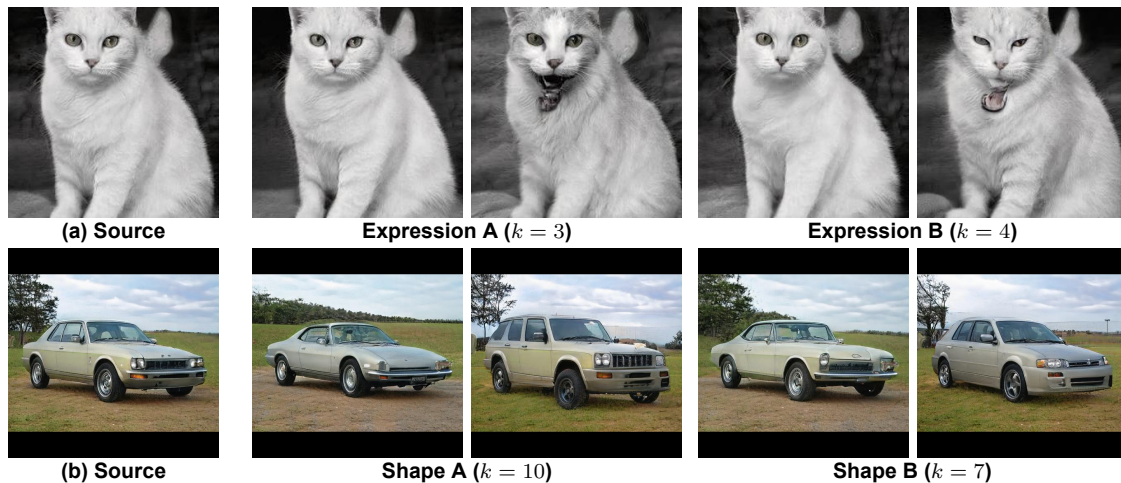 (a) Source Expression A (k = 3) Expression B (k = 4)
(b) Source Shape A (k = 10) Shape B (k = 7)